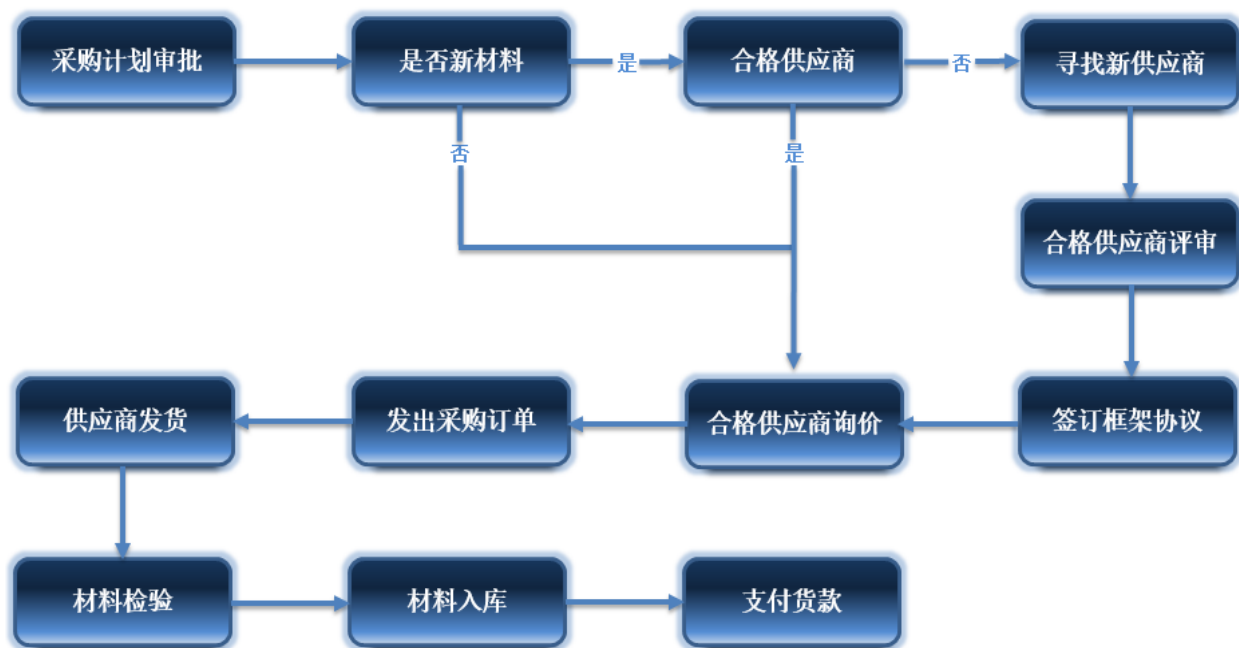 采购计划审批
是否新材料
是
合格供应商
否
寻找新供应商
否
是
合格供应商评审
供应商发货
发出采购订单
合格供应商询价
签订框架协议
材料检验
材料入库
支付货款